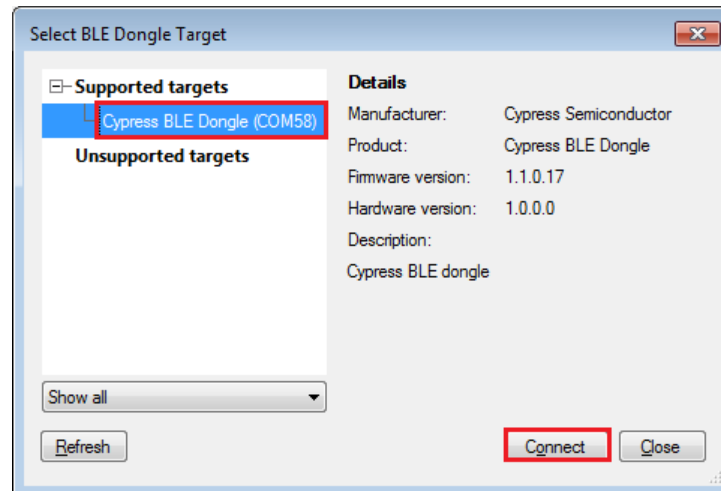 Select BLE Dongle Target
Supported targets
Cypress BLE Dongle (COM58)
Unsupported targets
Show all
Refresh
Details
Manufacturer: Cypress Semiconductor
Product: Cypress BLE Dongle
Firmware version: 1.1.0.17
Hardware version: 1.0.0.0
Description:
Cypress BLE dongle
Connect
Close